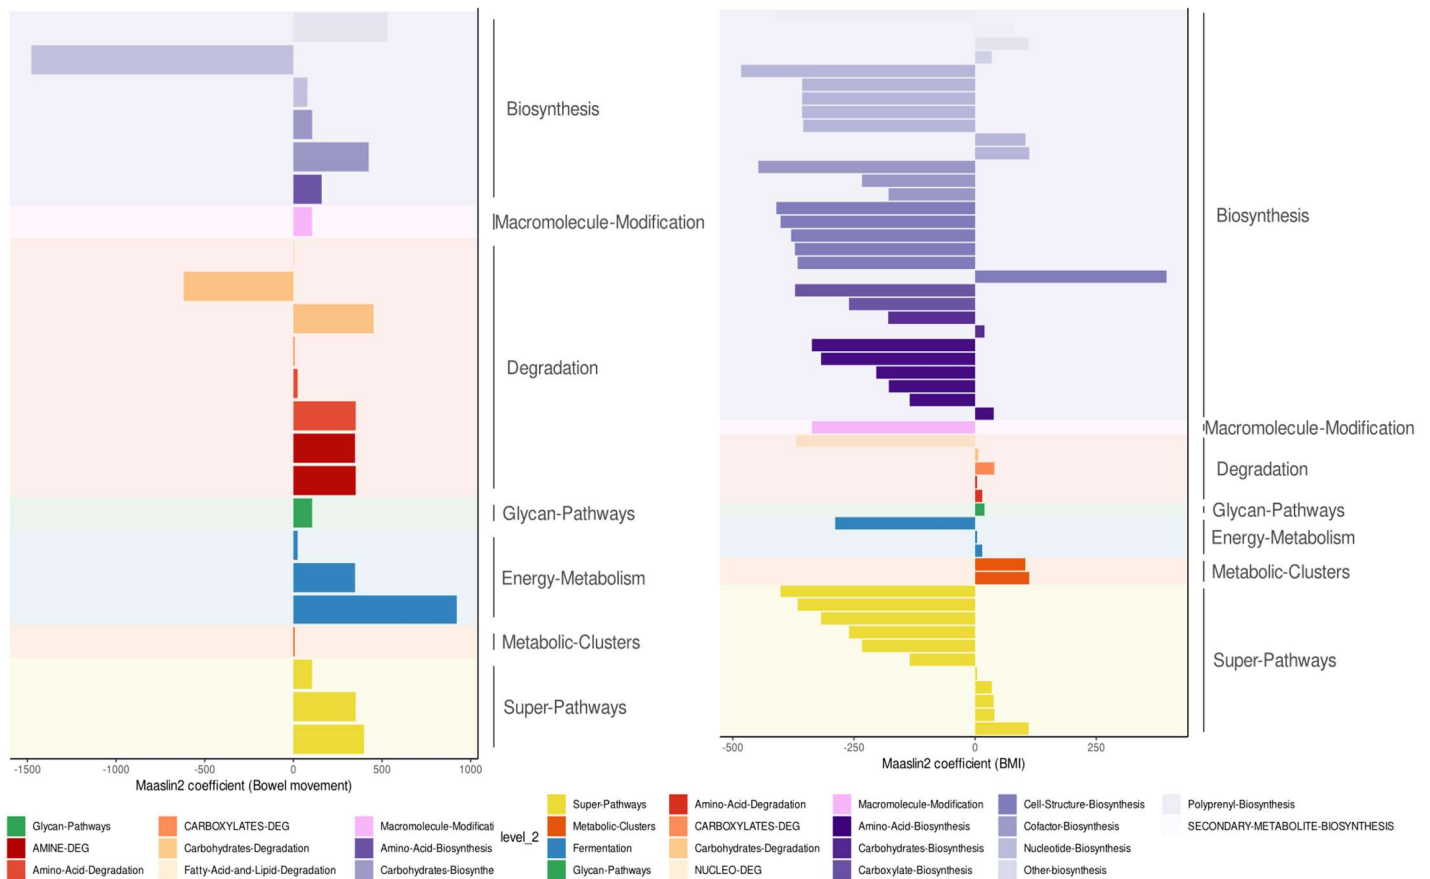 Biosynthesis
Macromolecule-Modification
Degradation
Glycan-Pathways
Energy-Metabolism
Metabolic-Clusters
Super-Pathways
-1500 -1000 -500 0 500 1000
Maaslin2 coefficient (Bowel movement)
Glycan-Pathways CARBOXYLATES-DEG Macromolecule-Modificati
AMINE-DEG Carbohydrates-Degradation Amino-Acid-Biosynthesis
Amino-Acid-Degradation Fatty-Acid-and-Lipid-Degradation Carbohydrates-Biosynthe
Biosynthesis
Macromolecule-Modification
Degradation
Glycan-Pathways
Energy-Metabolism
Metabolic-Clusters
Super-Pathways
-500 -250 0 250
Maaslin2 coefficient (BMI)
level_2
Super-Pathways Amino-Acid-Degradation Macromolecule-Modification Cell-Structure-Biosynthesis Polyprenyl-Biosynthesis
Metabolic-Clusters CARBOXYLATES-DEG Amino-Acid-Biosynthesis Cofactor-Biosynthesis SECONDARY-METABOLITE-BIOSYNTHESIS
Fermentation Carbohydrates-Degradation Carbohydrates-Biosynthesis Nucleotide-Biosynthesis
Glycan-Pathways NUCLEO-DEG Carboxylate-Biosynthesis Other-biosynthesis